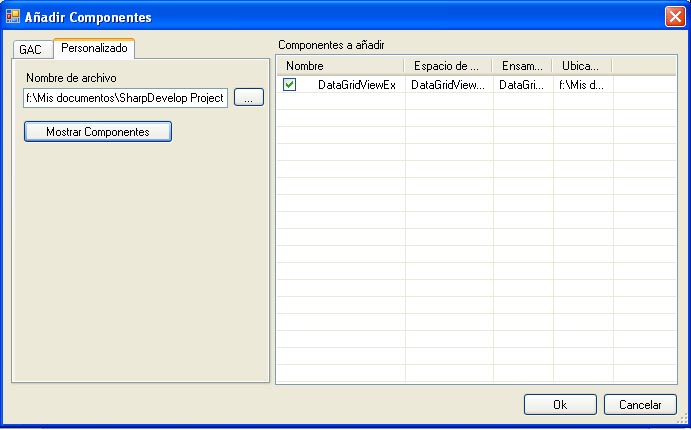 Añadir Componentes
GAC Personalizado
Nombre de archivo
f:\Mis documentos\SharpDevelop Project ...
Mostrar Componentes
Componentes a añadir
Nombre Espacio de ... Ensam... Ubica...
DataGridViewEx DataGridView... DataGri... f:\Mis d...
Ok Cancelar